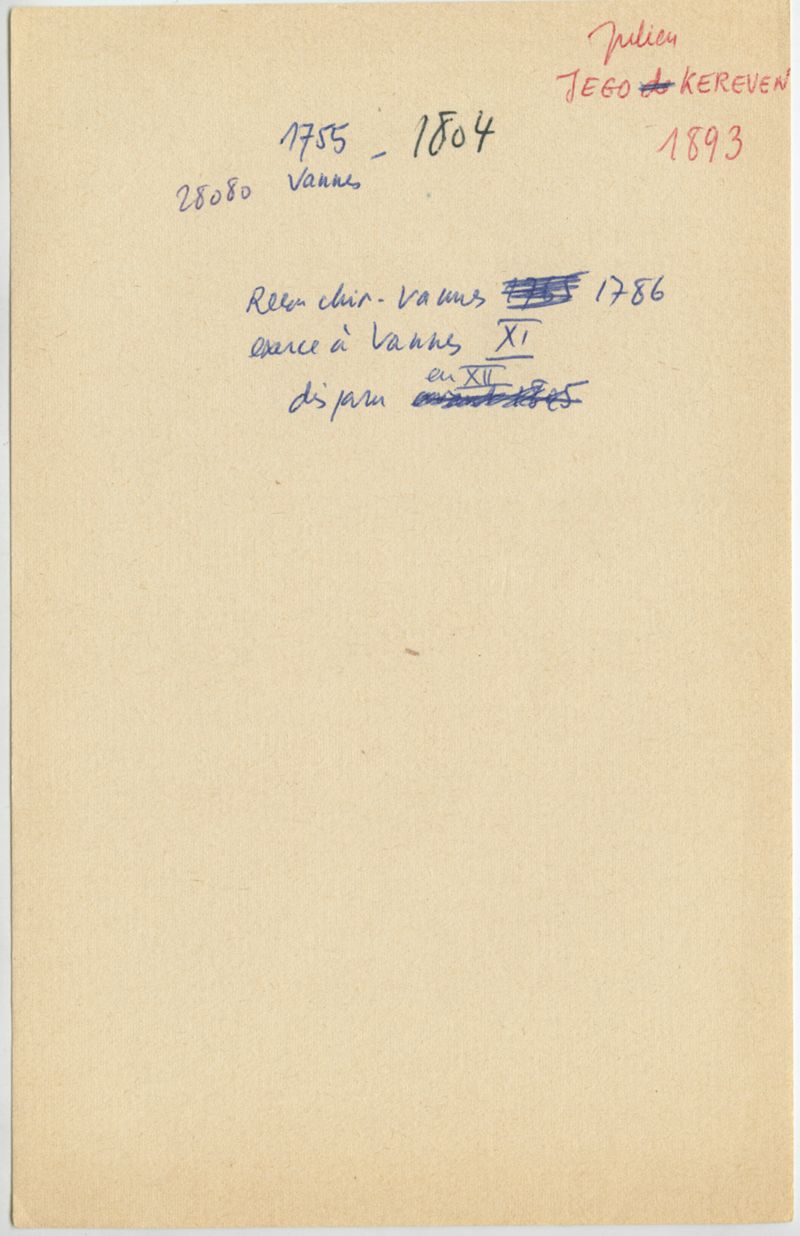 Julien
JEGO de KEREVEN
1893
1755 - 1804
28080 Vannes
chir. Vannes 1755 1786
exerce à Vannes XI
en XII
disparu 1805